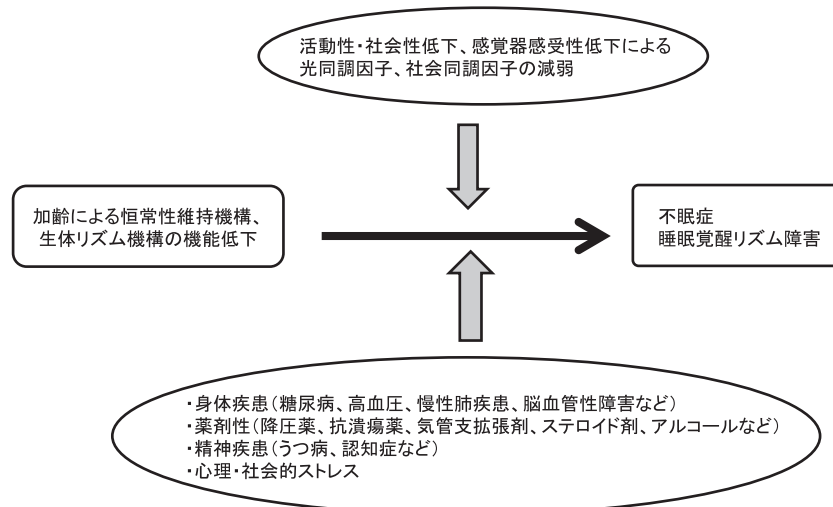 活動性・社会性低下、感覚器感受性低下による
光同調因子、社会同調因子の減弱
加齢による恒常性維持機構、
生体リズム機構の機能低下
不眠症
睡眠覚醒リズム障害
・身体疾患（糖尿病、高血圧、慢性肺疾患、脳血管性障害など）
・薬剤性（降圧薬、抗潰瘍薬、気管支拡張剤、ステロイド剤、アルコールなど）
・精神疾患（うつ病、認知症など）
・心理・社会的ストレス